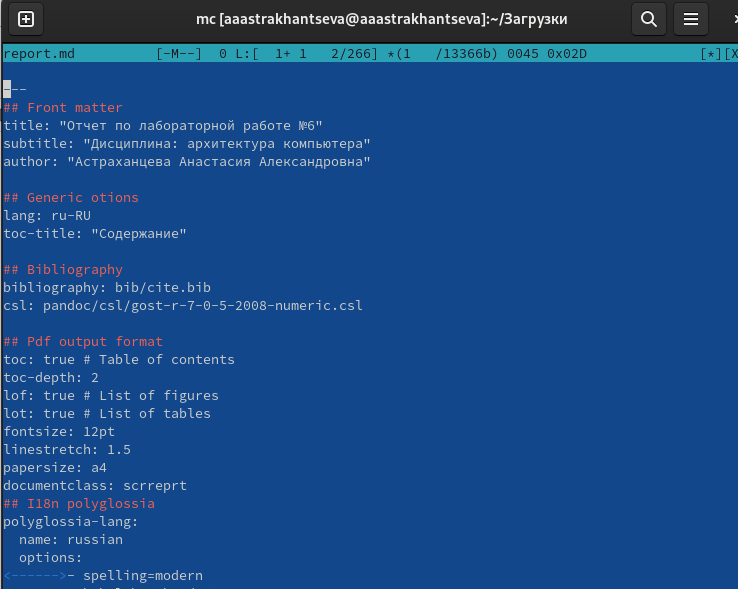 mc [aaastrakhantseva@aaastrakhantseva]:~/Загрузки
report.md [-M--] 0 L:[ 1+ 1 2/266] *(1 /13366b) 0045 0x02D [*][X
---
## Front matter
title: "Отчет по лабораторной работе №6"
subtitle: "Дисциплина: архитектура компьютера"
author: "Астраханцева Анастасия Александровна"
## Generic otions
lang: ru-RU
toc-title: "Содержание"
## Bibliography
bibliography: bib/cite.bib
csl: pandoc/csl/gost-r-7-0-5-2008-numeric.csl
## Pdf output format
toc: true # Table of contents
toc-depth: 2
lof: true # List of figures
lot: true # List of tables
fontsize: 12pt
linestretch: 1.5
papersize: a4
documentclass: scrreprt
## I18n polyglossia
polyglossia-lang:
name: russian
options:
<------>- spelling=modern